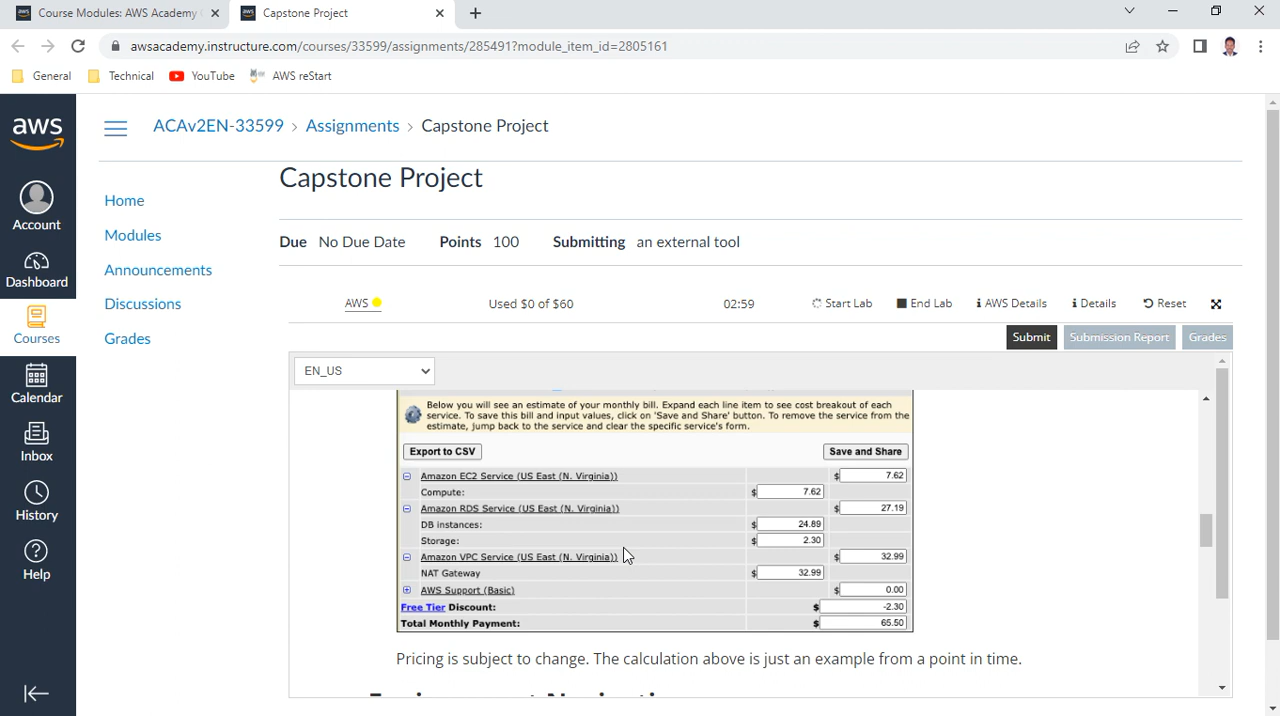 Course Modules: AWS Academy
Capstone Project
awsacademy.instructure.com/courses/33599/assignments/285491?module_item_id=2805161
General
Technical
YouTube
AWS reStart
aws
ACAv2EN-33599 › Assignments › Capstone Project
Account
Dashboard
Courses
Calendar
Inbox
History
Help
Home
Modules
Announcements
Discussions
Grades
Capstone Project
Due No Due Date Points 100 Submitting an external tool
AWS Used $0 of $60 02:59 Start Lab End Lab AWS Details Details Reset
Submit Submission Report Grades
EN_US
Below you will see an estimate of your monthly bill. Expand each line item to see cost breakout of each
service. To save this bill and input values, click on 'Save and Share' button. To remove the service from the
estimate, jump back to the service and clear the specific service's form.
Export to CSV Save and Share
Amazon EC2 Service (US East (N. Virginia)) $ 7.62
Compute: $ 7.62
Amazon RDS Service (US East (N. Virginia)) $ 27.19
DB instances: $ 24.89
Storage: $ 2.30
Amazon VPC Service (US East (N. Virginia)) $ 32.99
NAT Gateway $ 32.99
AWS Support (Basic) $ 0.00
Free Tier Discount: $ -2.30
Total Monthly Payment: $ 65.50
Pricing is subject to change. The calculation above is just an example from a point in time.